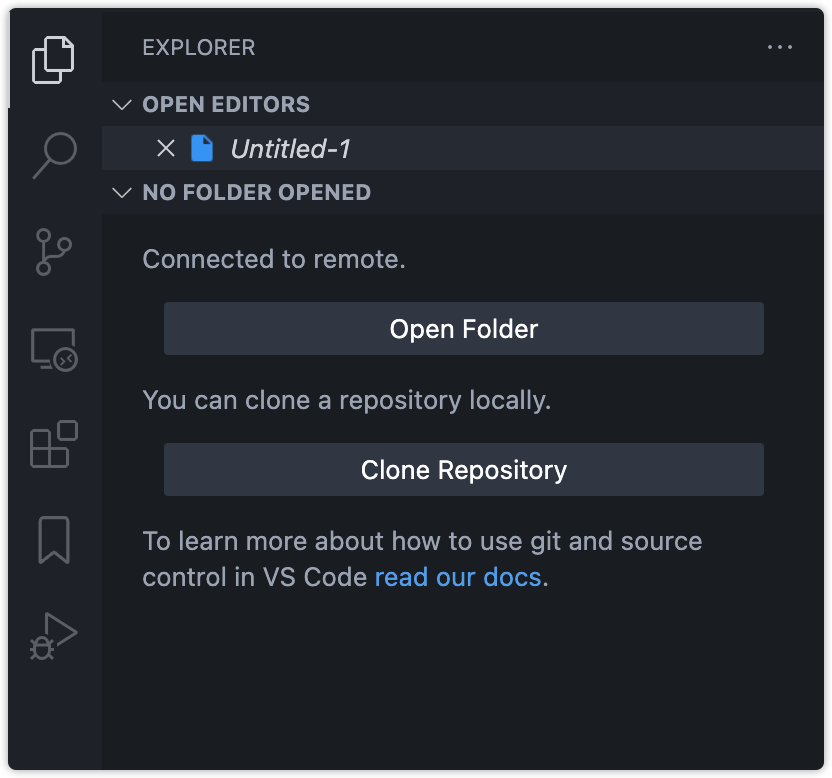 EXPLORER
OPEN EDITORS
Untitled-1
NO FOLDER OPENED
Connected to remote.
Open Folder
You can clone a repository locally.
Clone Repository
To learn more about how to use git and source
control in VS Code read our docs.